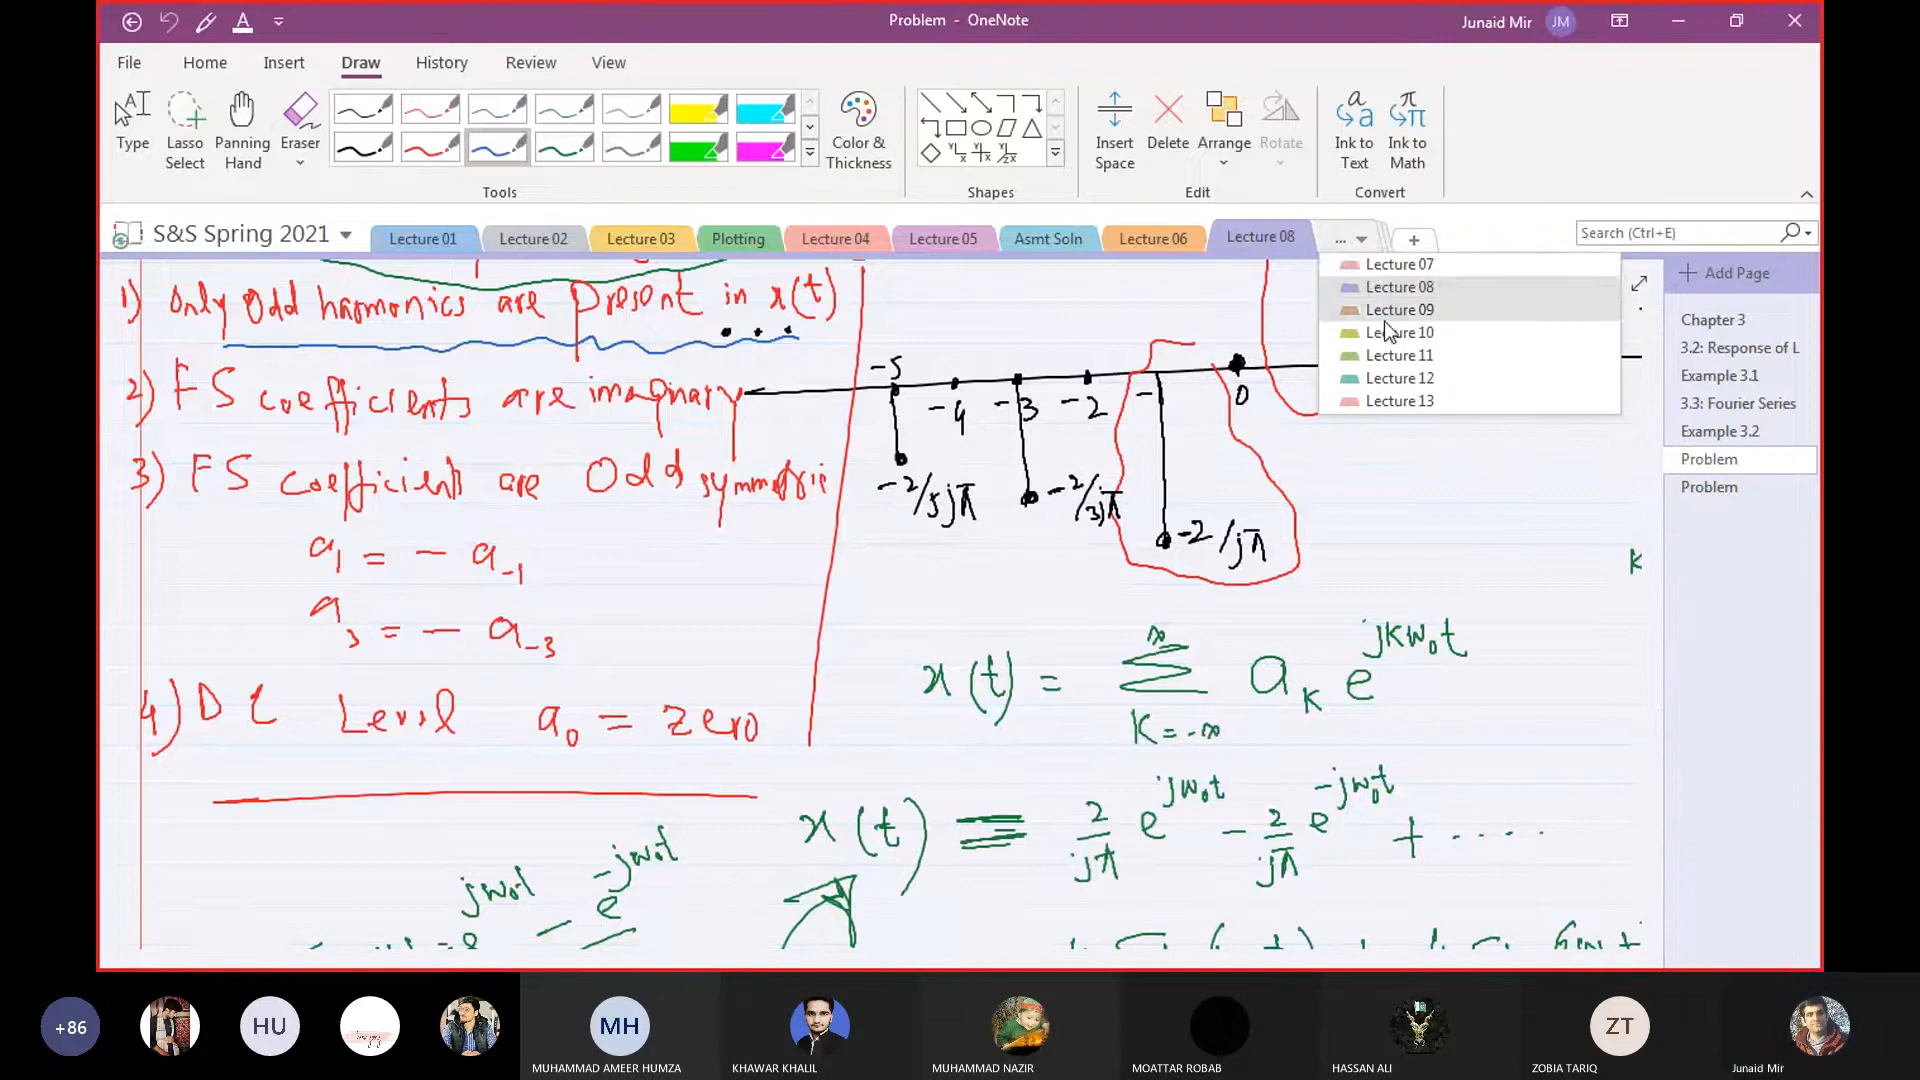 Problem - OneNote
Junaid Mir
JM
File Home Insert Draw History Review View
Type
Lasso Select
Panning Hand
Eraser
Color & Thickness
Insert Space
Delete
Arrange
Rotate
Ink to Text
Ink to Math
Tools
Shapes
Edit
Convert
S&S Spring 2021
Lecture 01 Lecture 02 Lecture 03 Plotting Lecture 04 Lecture 05 Asmt Soln Lecture 06 Lecture 08 ...
Search (Ctrl+E)
Lecture 07
Lecture 08
Lecture 09
Lecture 10
Lecture 11
Lecture 12
Lecture 13
Add Page
Chapter 3
3.2: Response of L
Example 3.1
3.3: Fourier Series
Example 3.2
Problem
Problem
1) Only Odd harmonics are present in x(t)
2) FS coefficients are imaginary
3) FS coefficient are Odd symmetric
a₁ = - a₋₁
a₃ = - a₋₃
4) DC Level a₀ = zero
-5 -4 -3 -2 - 0
-2/5jπ -2/3jπ -2/jπ
K
x(t) = ∑ₖ₌₋∞^∞ aₖ e^jkw₀t
x(t) = 2/jπ e^jw₀t - 2/jπ e^-jw₀t + ....
jw₀t - e^-jw₀t
+86
HU
MH
ZT
MUHAMMAD AMEER HUMZA
KHAWAR KHALIL
MUHAMMAD NAZIR
MOATTAR ROBAB
HASSAN ALI
ZOBIA TARIQ
Junaid Mir